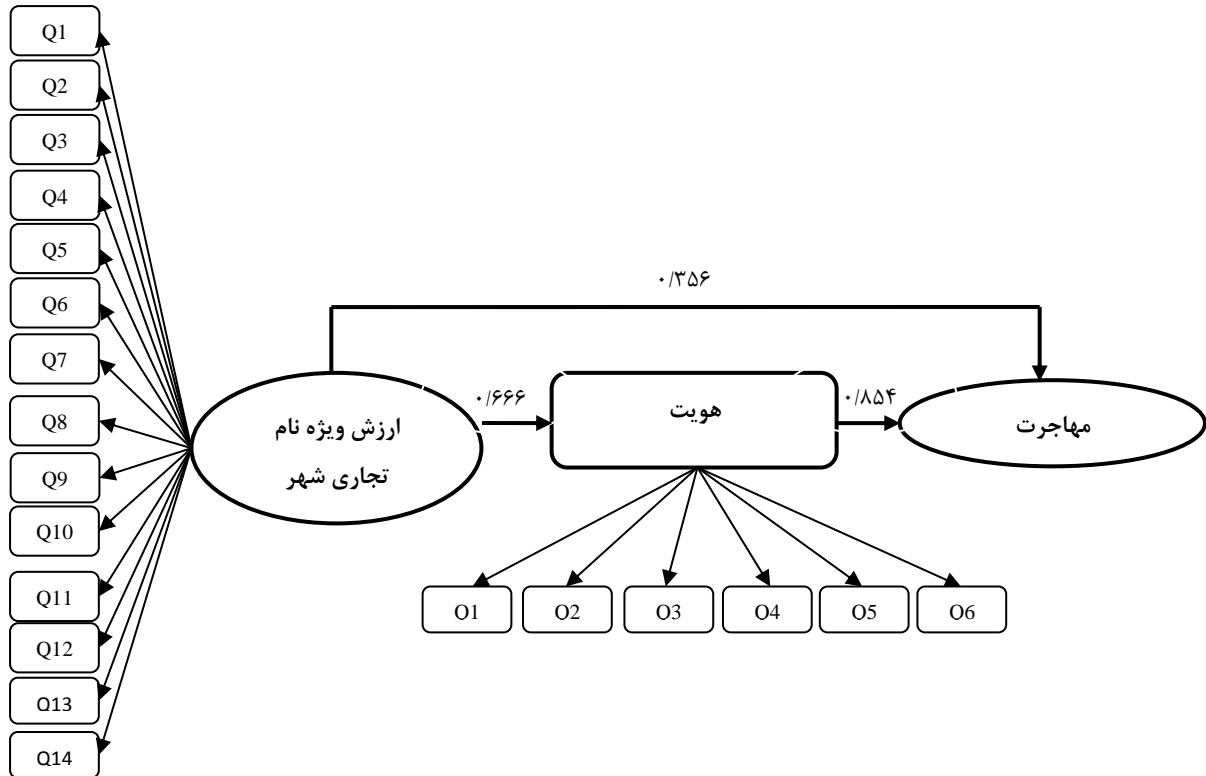 Q1
Q2
Q3
Q4
Q5
Q6
Q7
Q8
Q9
Q10
Q11
Q12
Q13
Q14
۰/۳۵۶
ارزش ویژه نام
تجاری شهر
۰/۶۶۶
هویت
۰/۸۵۴
مهاجرت
O1
O2
O3
O4
O5
O6